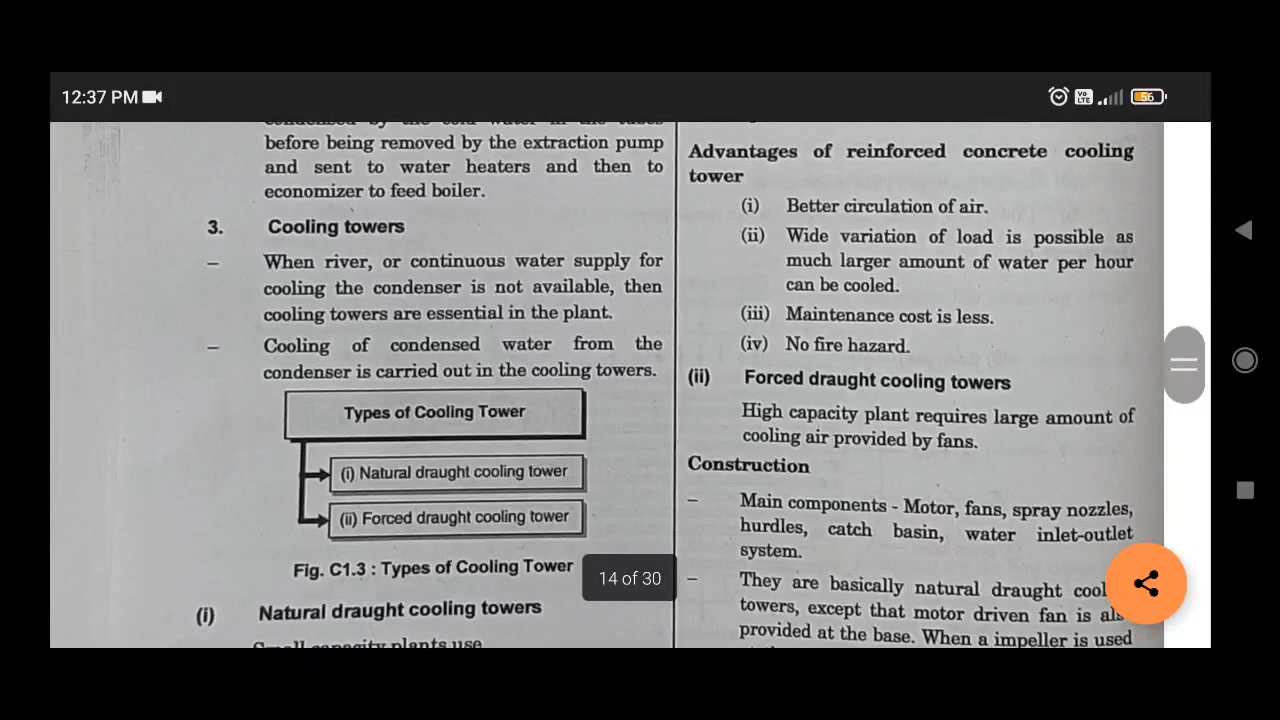 12:37 PM
Vo
LTE
56
before being removed by the extraction pump
and sent to water heaters and then to
economizer to feed boiler.
3. Cooling towers
– When river, or continuous water supply for
cooling the condenser is not available, then
cooling towers are essential in the plant.
– Cooling of condensed water from the
condenser is carried out in the cooling towers.
Types of Cooling Tower
(i) Natural draught cooling tower
(ii) Forced draught cooling tower
Fig. C1.3 : Types of Cooling Tower
(i) Natural draught cooling towers
Small capacity plants use
14 of 30
Advantages of reinforced concrete cooling
tower
(i) Better circulation of air.
(ii) Wide variation of load is possible as
much larger amount of water per hour
can be cooled.
(iii) Maintenance cost is less.
(iv) No fire hazard.
(ii) Forced draught cooling towers
High capacity plant requires large amount of
cooling air provided by fans.
Construction
– Main components - Motor, fans, spray nozzles,
hurdles, catch basin, water inlet-outlet
system.
– They are basically natural draught cool
towers, except that motor driven fan is al
provided at the base. When a impeller is used